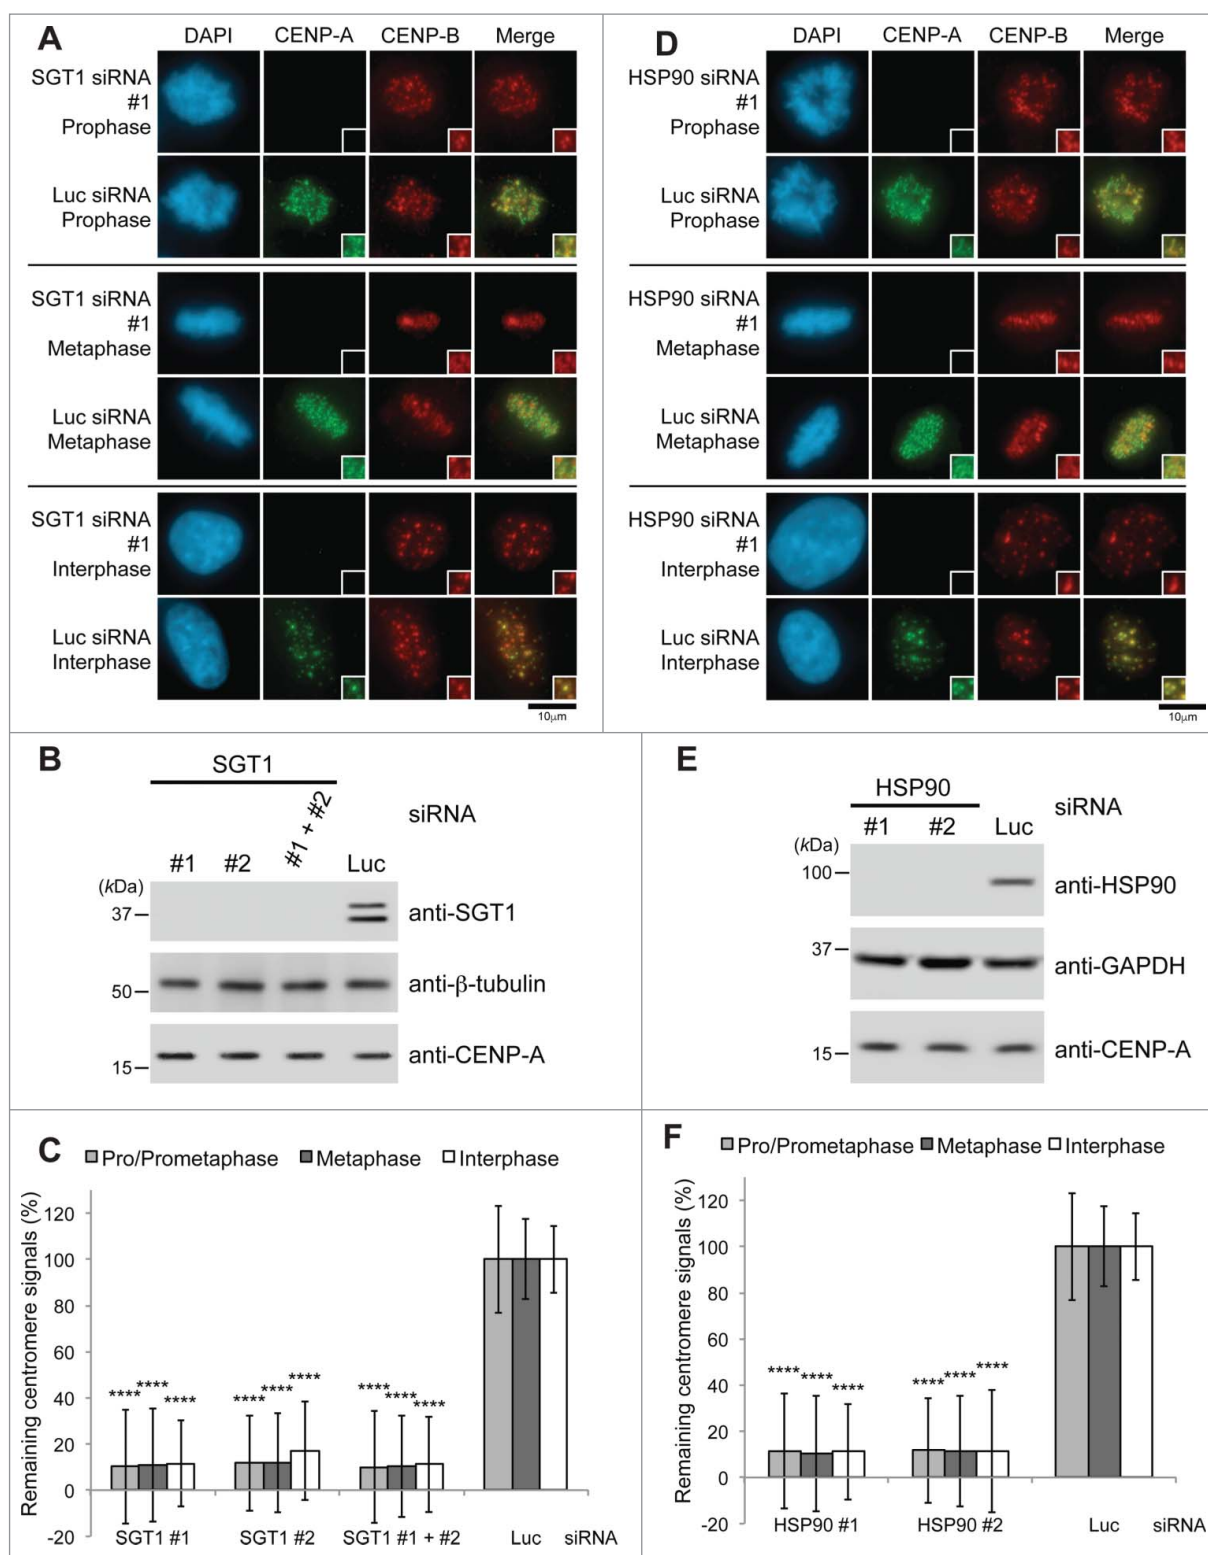 A
DAPI CENP-A CENP-B Merge
SGT1 siRNA
#1
Prophase
Luc siRNA
Prophase
SGT1 siRNA
#1
Metaphase
Luc siRNA
Metaphase
SGT1 siRNA
#1
Interphase
Luc siRNA
Interphase
10μm
D
DAPI CENP-A CENP-B Merge
HSP90 siRNA
#1
Prophase
Luc siRNA
Prophase
HSP90 siRNA
#1
Metaphase
Luc siRNA
Metaphase
HSP90 siRNA
#1
Interphase
Luc siRNA
Interphase
10μm
B
SGT1
siRNA
#1 #2 #1 + #2 Luc
(kDa)
37 anti-SGT1
50 anti-β-tubulin
15 anti-CENP-A
E
HSP90 siRNA
#1 #2 Luc
(kDa)
100 anti-HSP90
37 anti-GAPDH
15 anti-CENP-A
C
Pro/Prometaphase Metaphase Interphase
Remaining centromere signals (%)
120
100
80
60
40
20
0
-20
**** **** ****
**** **** ****
**** **** ****
SGT1 #1 SGT1 #2 SGT1 #1 + #2 Luc siRNA
F
Pro/Prometaphase Metaphase Interphase
Remaining centromere signals (%)
120
100
80
60
40
20
0
-20
**** **** ****
**** **** ****
HSP90 #1 HSP90 #2 Luc siRNA